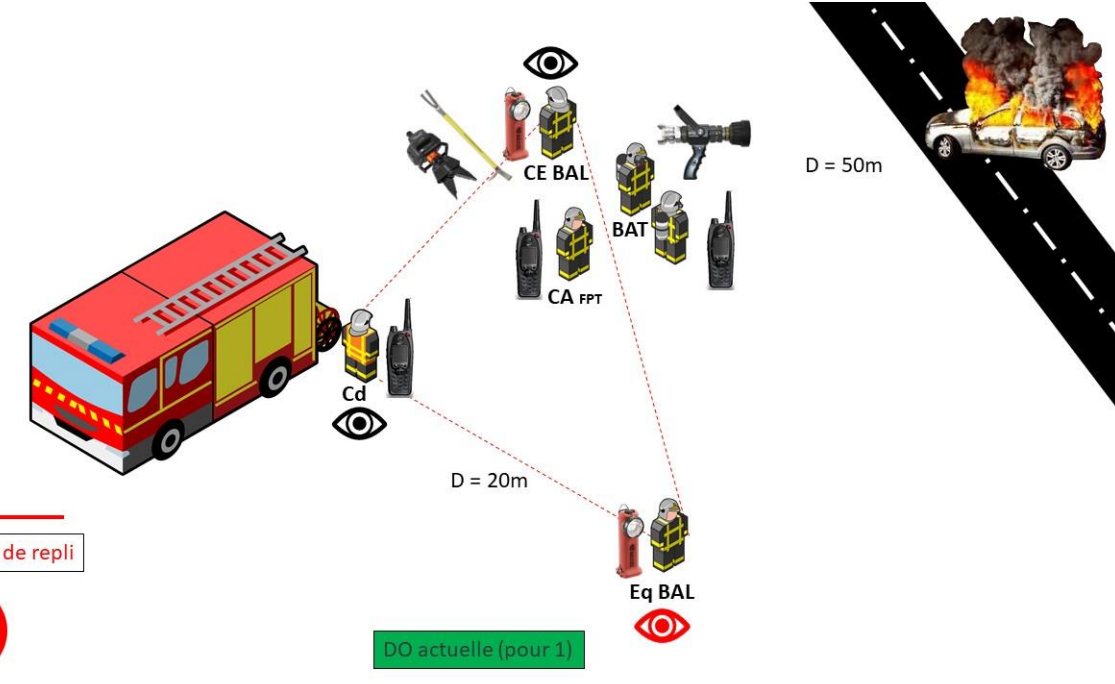 D = 50m
CE BAL
BAT
CA FPT
Cd
D = 20m
de repli
Eq BAL
DO actuelle (pour 1)